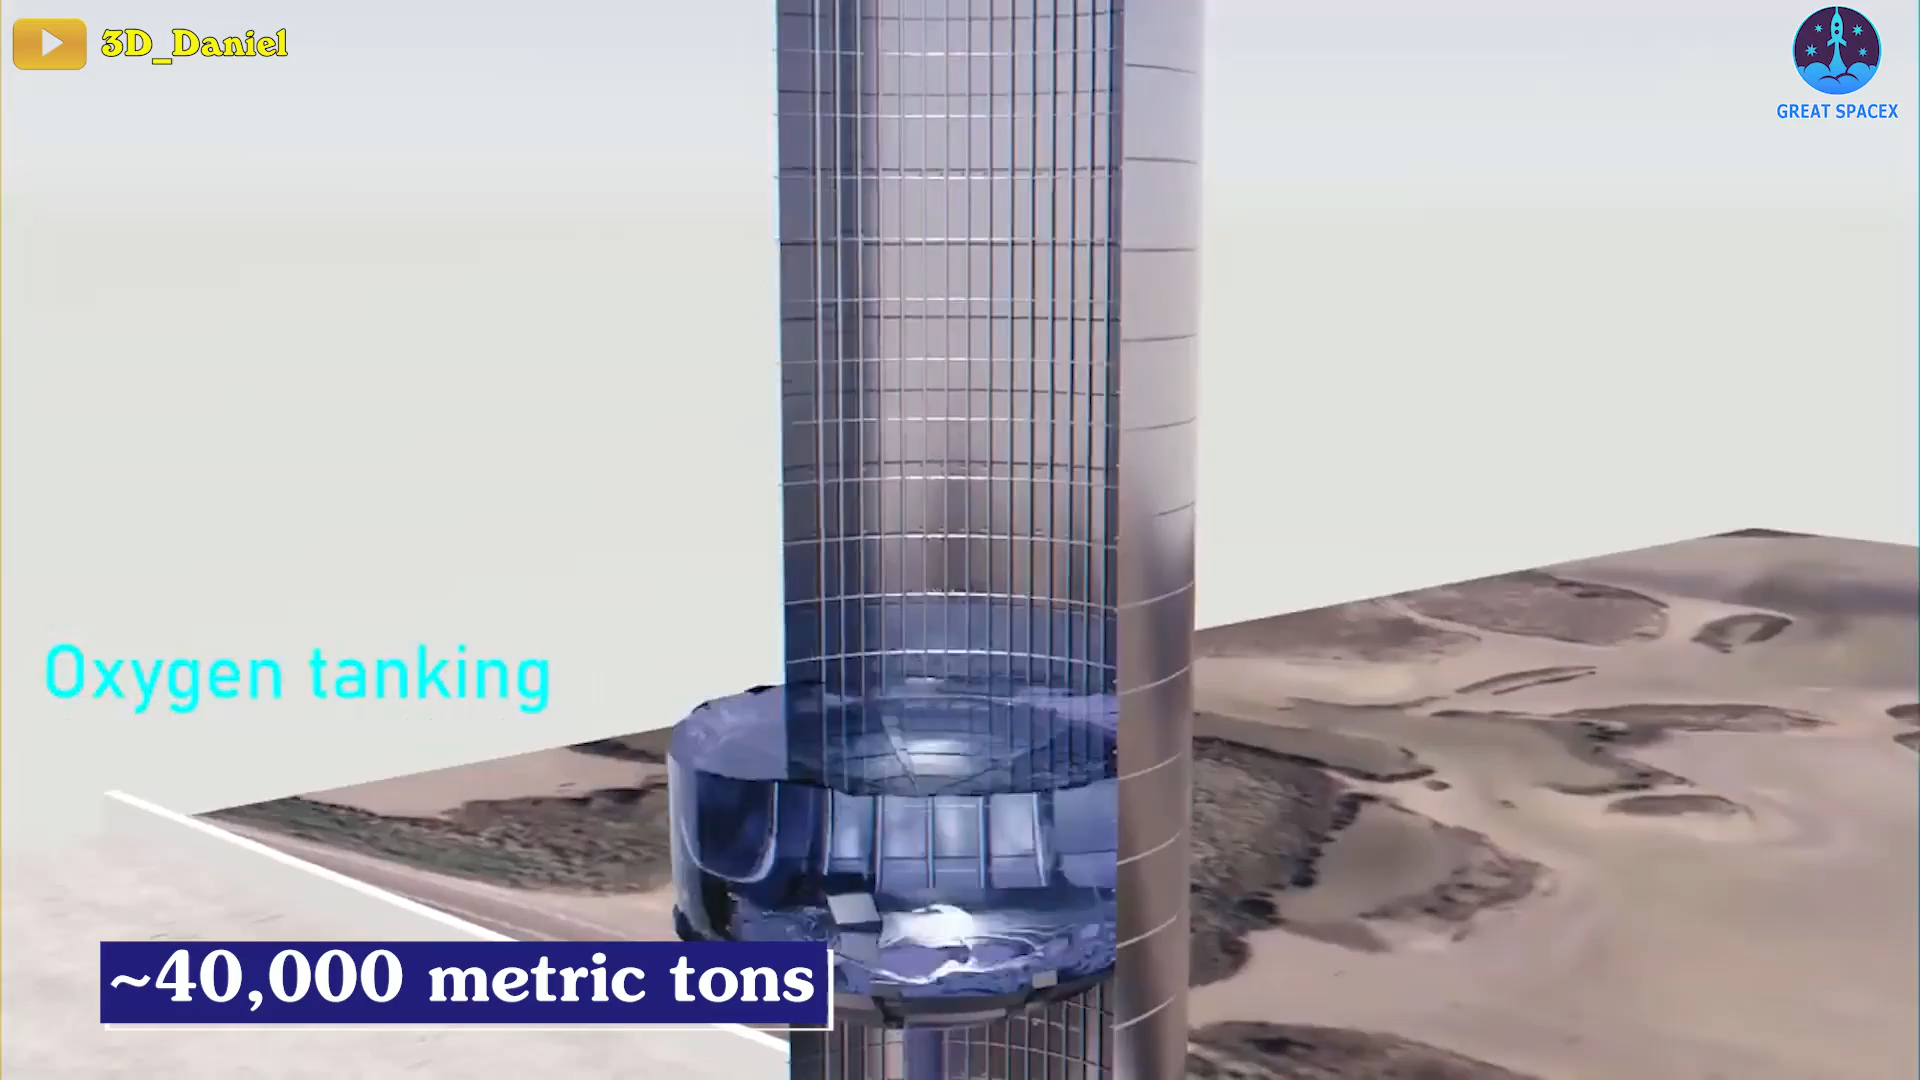 3D_Daniel
GREAT SPACEX
Oxygen tanking
~40,000 metric tons